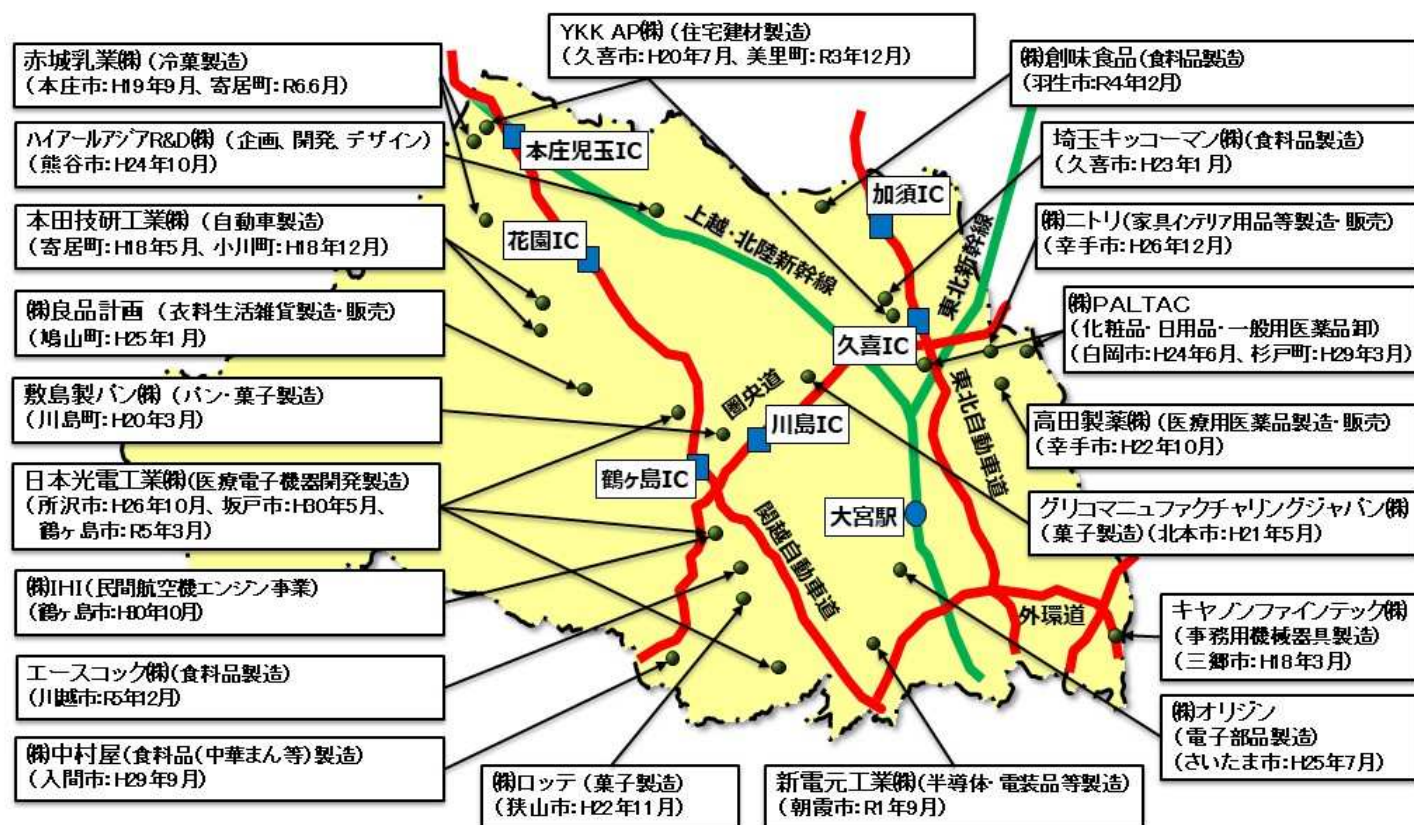 赤城乳業㈱（冷菓製造）
（本庄市：H19年9月、寄居町：R6.6月）
ハイアールアジアR&D㈱（企画、開発、デザイン）
（熊谷市：H24年10月）
本田技研工業㈱（自動車製造）
（寄居町：H18年5月、小川町：H18年12月）
㈱良品計画（衣料生活雑貨製造・販売）
（鳩山町：H25年1月）
敷島製パン㈱（パン・菓子製造）
（川島町：H20年3月）
日本光電工業㈱（医療電子機器開発製造）
（所沢市：H26年10月、坂戸市：H30年5月、
鶴ヶ島市：R5年3月）
㈱IHI（民間航空機エンジン事業）
（鶴ヶ島市：H30年10月）
エースコック㈱（食料品製造）
（川越市：R5年12月）
㈱中村屋（食料品（中華まん等）製造）
（入間市：H29年9月）
YKK AP㈱（住宅建材製造）
（久喜市：H20年7月、美里町：R3年12月）
本庄児玉IC
花園IC
上越・北陸新幹線
加須IC
東北新幹線
久喜IC
圏央道
川島IC
鶴ヶ島IC
東北自動車道
大宮駅
関越自動車道
外環道
㈱創味食品（食料品製造）
（羽生市：R4年12月）
埼玉キッコーマン㈱（食料品製造）
（久喜市：H23年1月）
㈱ニトリ（家具インテリア用品等製造・販売）
（幸手市：H26年12月）
㈱PALTAC
（化粧品・日用品・一般用医薬品卸）
（白岡市：H24年6月、杉戸町：H29年3月）
高田製薬㈱（医療用医薬品製造・販売）
（幸手市：H22年10月）
グリコマニュファクチャリングジャパン㈱
（菓子製造）（北本市：H21年5月）
キヤノンファインテック㈱
（事務用機械器具製造）
（三郷市：H18年3月）
㈱オリジン
（電子部品製造）
（さいたま市：H25年7月）
㈱ロッテ（菓子製造）
（狭山市：H22年11月）
新電元工業㈱（半導体・電装品等製造）
（朝霞市：R1年9月）